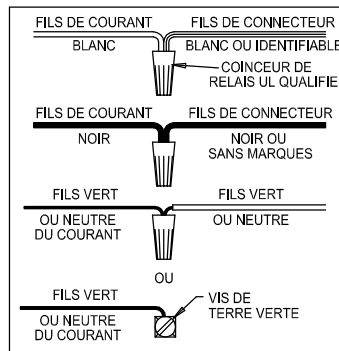 FILS DE COURANT FILS DE CONNECTEUR
BLANC BLANC OU IDENTIFIABLE
COINCEUR DE
RELAIS UL QUALIFIE
FILS DE COURANT FILS DE CONNECTEUR
NOIR NOIR OU
SANS MARQUES
FILS VERT FILS VERT
OU NEUTRE OU NEUTRE
DU COURANT
OU
FILS VERT VIS DE
TERRE VERTE
OU NEUTRE
DU COURANT